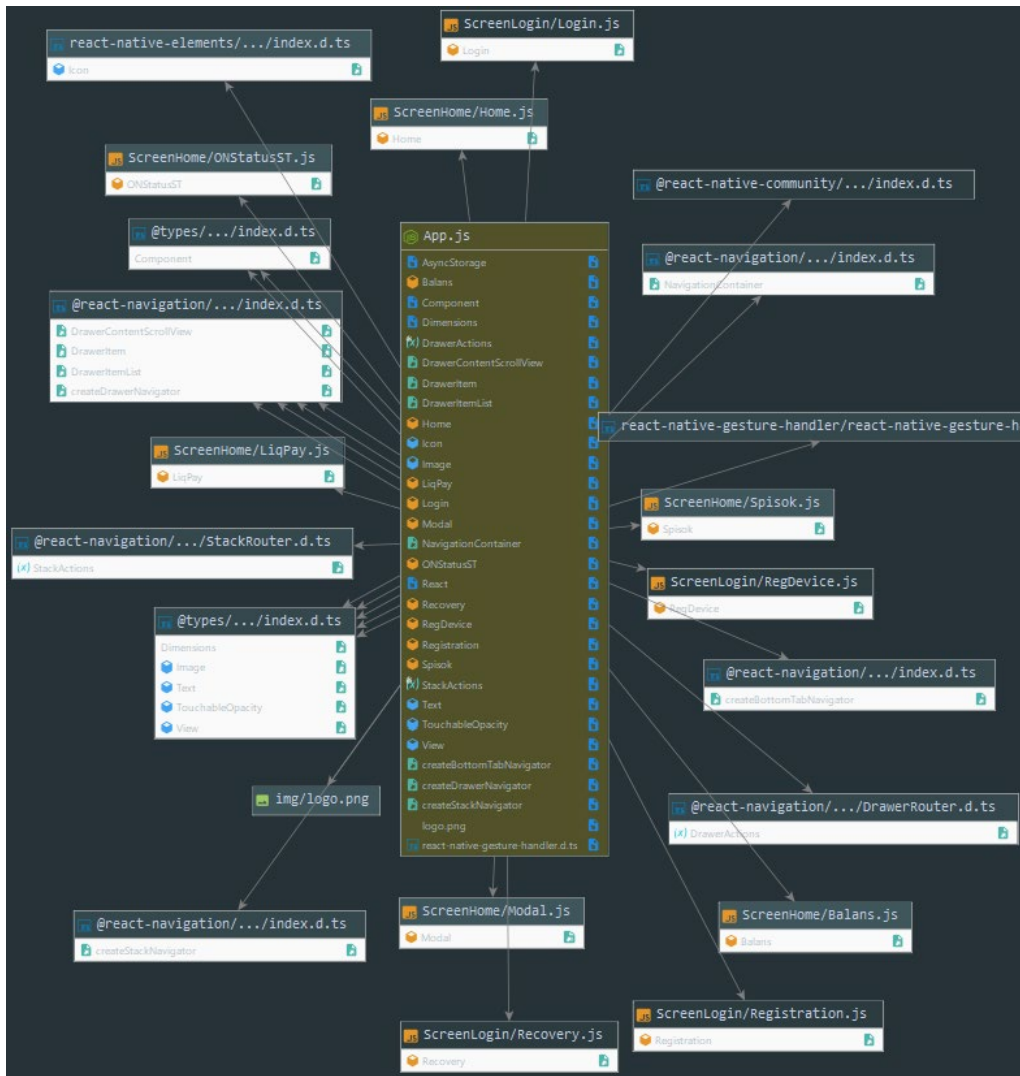 ScreenLogin/Login.js
Login
react-native-elements/.../index.d.ts
Icon
ScreenHome/Home.js
Home
ScreenHome/ONStatusST.js
ONStatusST
@react-native-community/.../index.d.ts
@types/.../index.d.ts
Component
@react-navigation/.../index.d.ts
NavigationContainer
@react-navigation/.../index.d.ts
DrawerContentScrollView
DrawerItem
DrawerItemList
createDrawerNavigator
App.js
AsyncStorage
Balans
Component
Dimensions
DrawerActions
DrawerContentScrollView
DrawerItem
DrawerItemList
Home
Icon
Image
LiqPay
Login
Modal
NavigationContainer
ONStatusST
React
Recovery
RegDevice
Registration
Spisok
StackActions
Text
TouchableOpacity
View
createBottomTabNavigator
createDrawerNavigator
createStackNavigator
logo.png
react-native-gesture-handler.d.ts
react-native-gesture-handler/react-native-gesture-h
ScreenHome/LiqPay.js
LiqPay
ScreenHome/Spisok.js
Spisok
@react-navigation/.../StackRouter.d.ts
(x) StackActions
ScreenLogin/RegDevice.js
RegDevice
@types/.../index.d.ts
Dimensions
Image
Text
TouchableOpacity
View
@react-navigation/.../index.d.ts
createBottomTabNavigator
img/logo.png
@react-navigation/.../DrawerRouter.d.ts
(x) DrawerActions
@react-navigation/.../index.d.ts
createStackNavigator
ScreenHome/Modal.js
Modal
ScreenHome/Balans.js
Balans
ScreenLogin/Registration.js
Registration
ScreenLogin/Recovery.js
Recovery